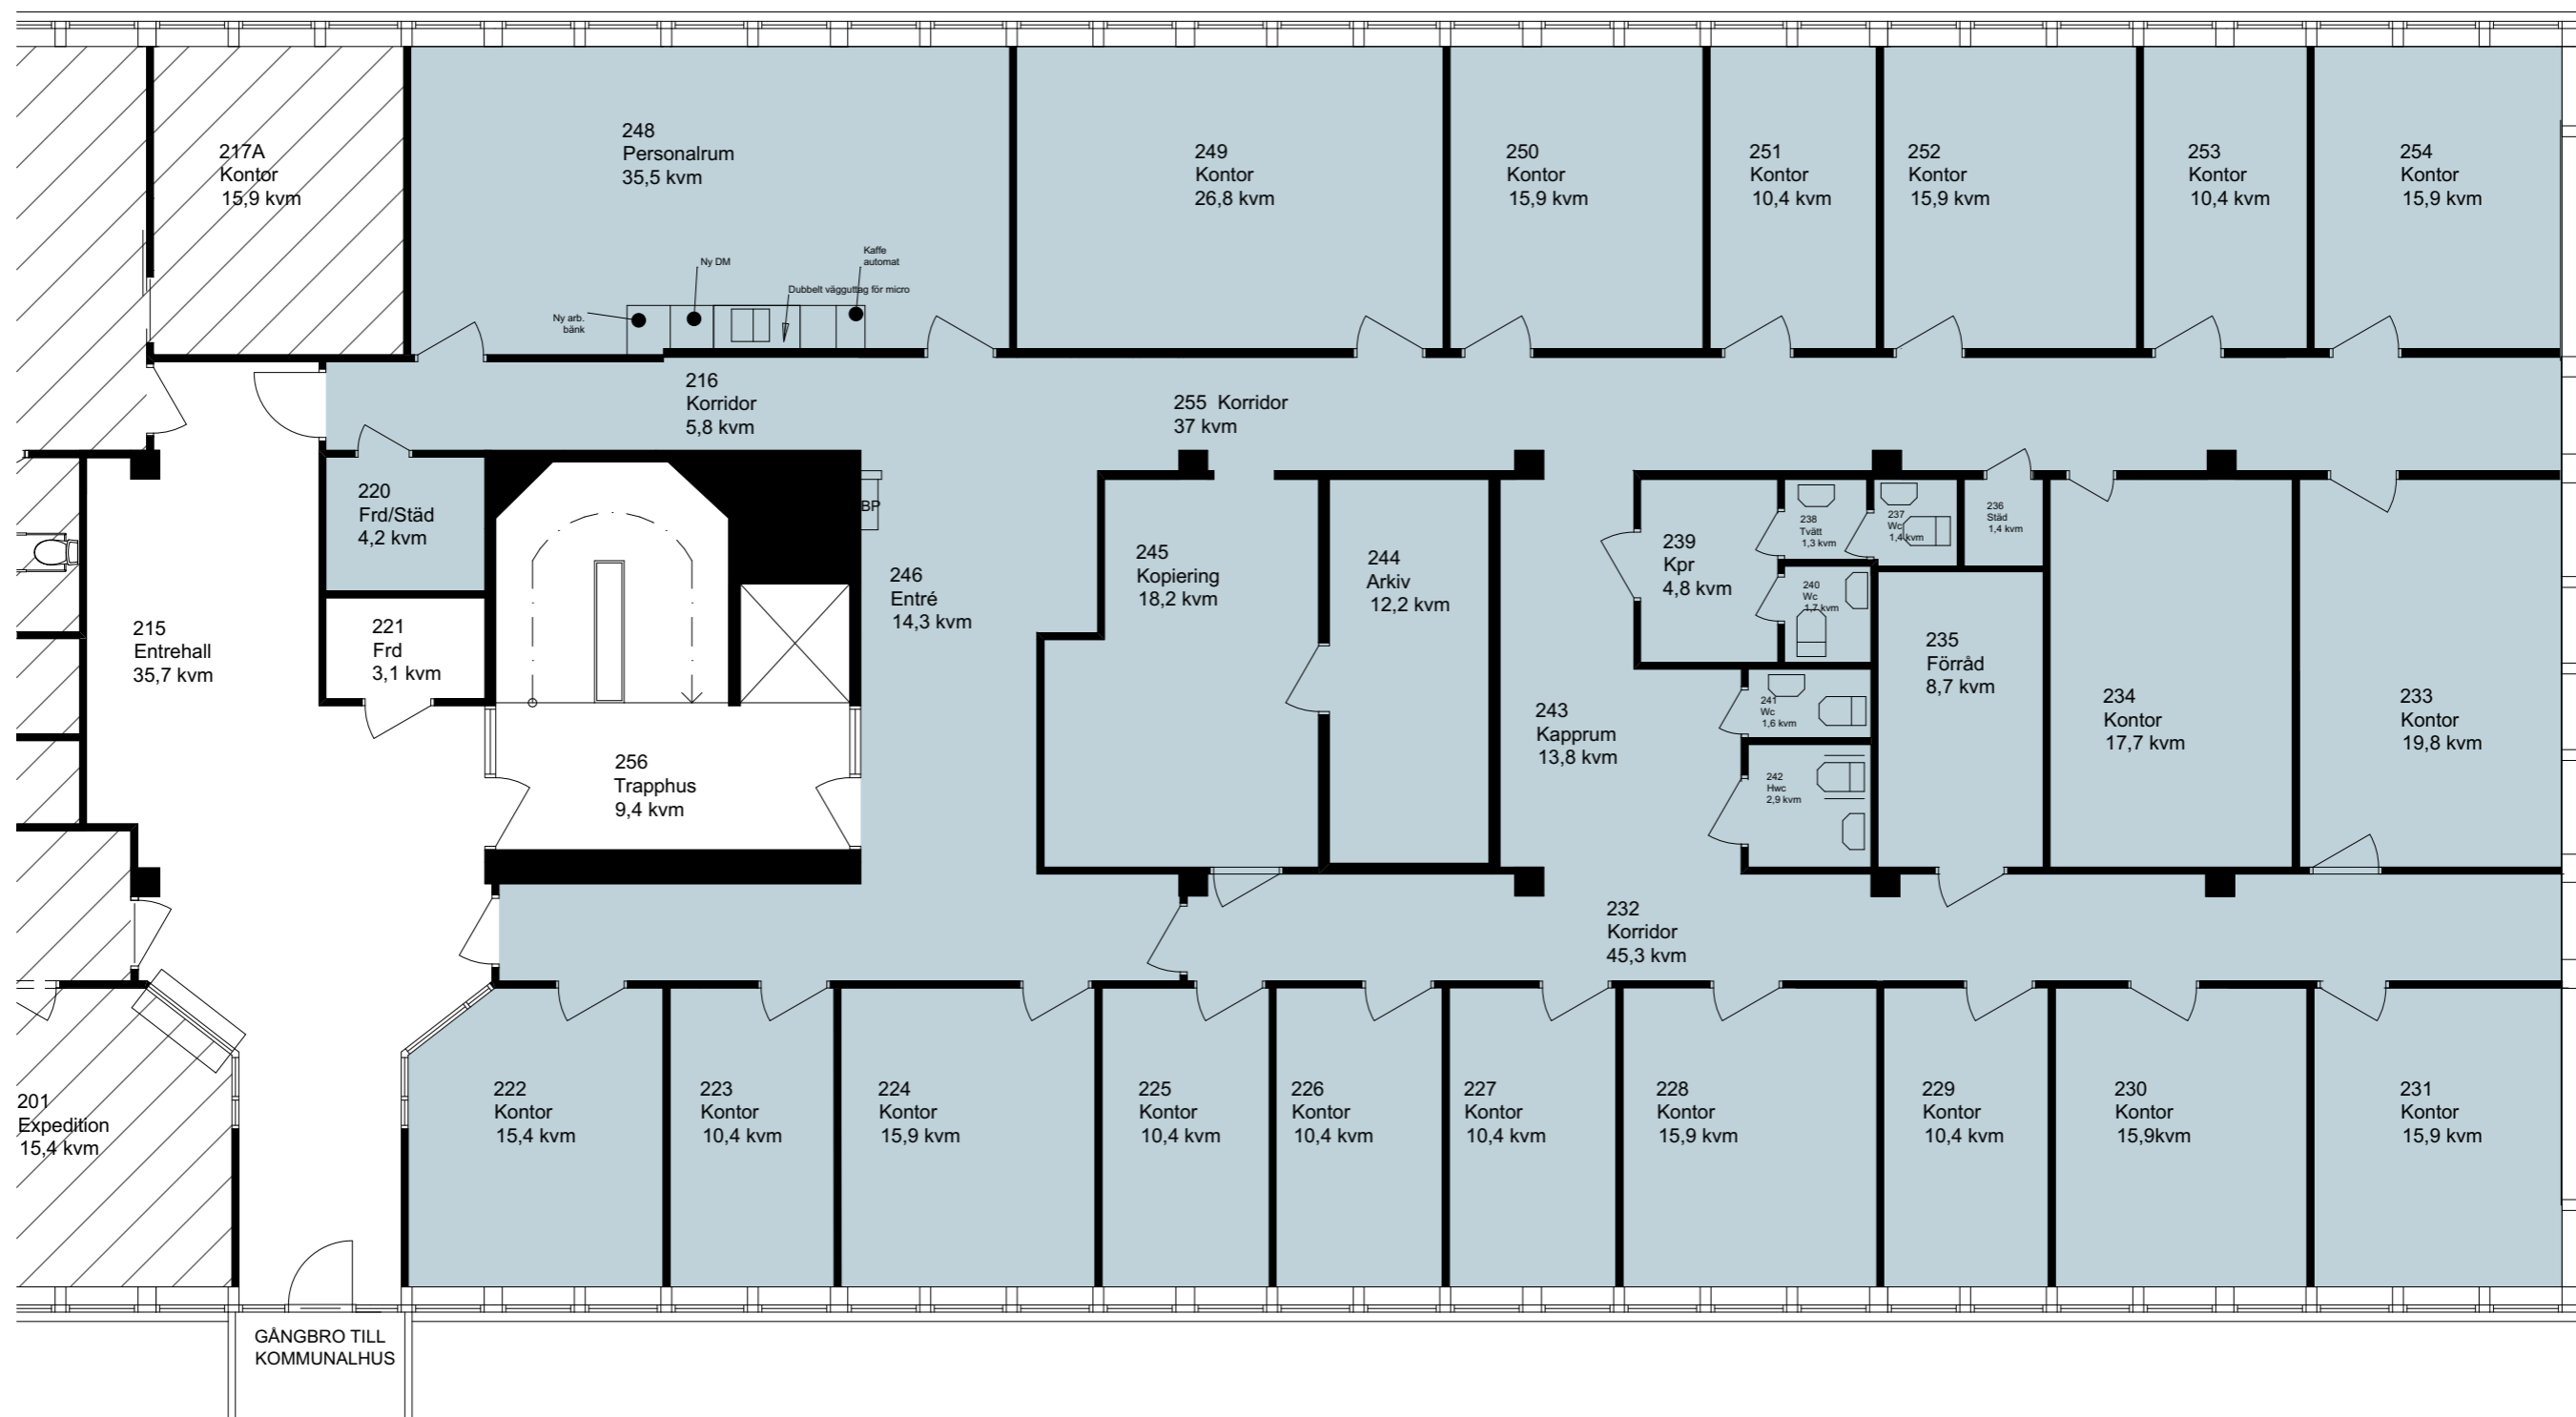 217A
Kontor
15,9 kvm
248
Personalrum
35,5 kvm
249
Kontor
26,8 kvm
250
Kontor
15,9 kvm
251
Kontor
10,4 kvm
252
Kontor
15,9 kvm
253
Kontor
10,4 kvm
254
Kontor
15,9 kvm
Ny arb.
bänk
Ny DM
Dubbelt vägguttag för micro
Kaffe
automat
216
Korridor
5,8 kvm
255 Korridor
37 kvm
220
Frd/Städ
4,2 kvm
221
Frd
3,1 kvm
215
Entrehall
35,7 kvm
256
Trapphus
9,4 kvm
BP
246
Entré
14,3 kvm
245
Kopiering
18,2 kvm
244
Arkiv
12,2 kvm
243
Kapprum
13,8 kvm
239
Kpr
4,8 kvm
238
Tvätt
1,3 kvm
237
Wc
1,4 kvm
236
Städ
1,4 kvm
240
Wc
1,7 kvm
241
Wc
1,6 kvm
242
Hwc
2,9 kvm
235
Förråd
8,7 kvm
234
Kontor
17,7 kvm
233
Kontor
19,8 kvm
232
Korridor
45,3 kvm
201
Expedition
15,4 kvm
222
Kontor
15,4 kvm
223
Kontor
10,4 kvm
224
Kontor
15,9 kvm
225
Kontor
10,4 kvm
226
Kontor
10,4 kvm
227
Kontor
10,4 kvm
228
Kontor
15,9 kvm
229
Kontor
10,4 kvm
230
Kontor
15,9kvm
231
Kontor
15,9 kvm
GÅNGBRO TILL
KOMMUNALHUS